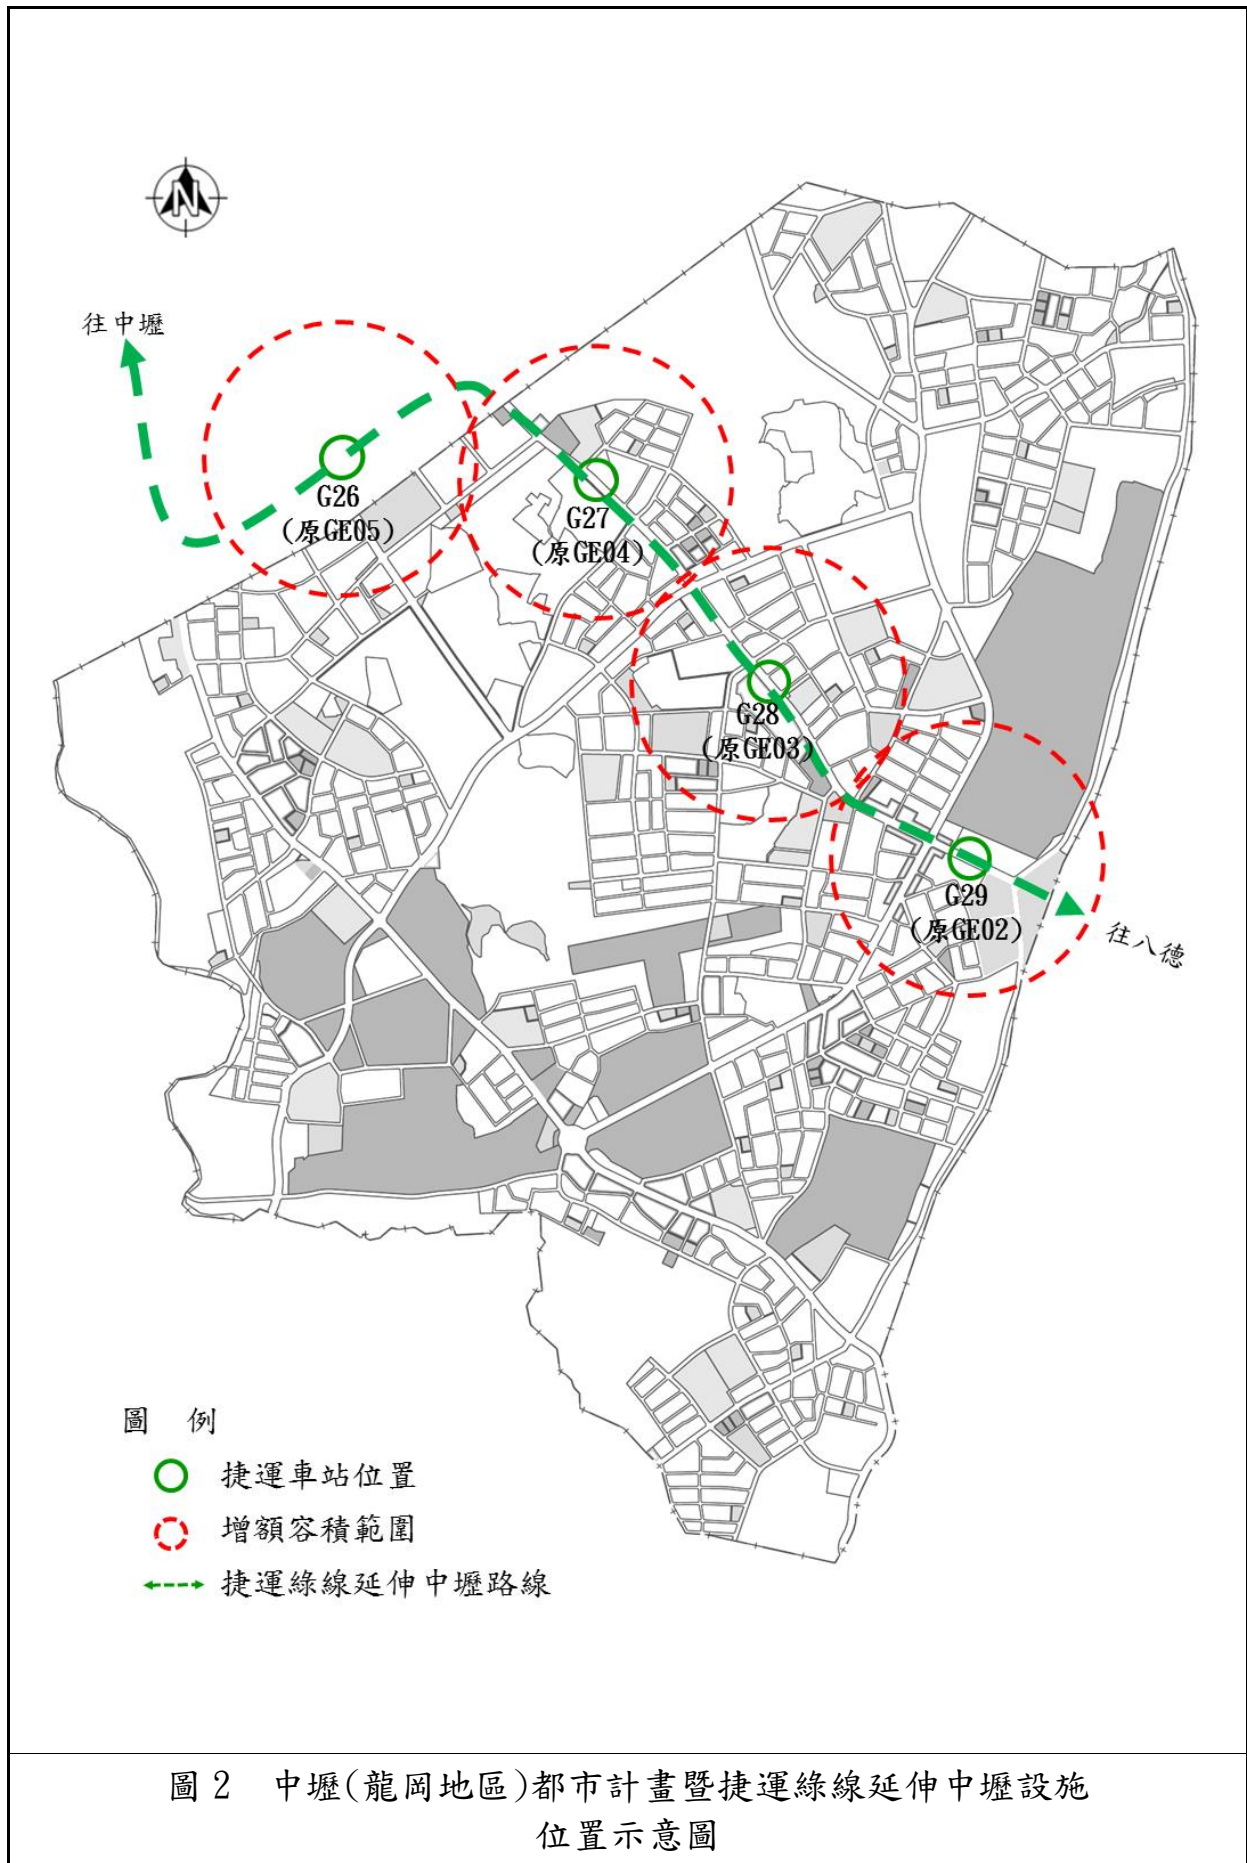 N
往中壢
G26
(原GE05)
G27
(原GE04)
G28
(原GE03)
G29
(原GE02)
往八德
圖 例
捷運車站位置
增額容積範圍
捷運綠線延伸中壢路線
圖 2 中壢(龍岡地區)都市計畫暨捷運綠線延伸中壢設施
位置示意圖